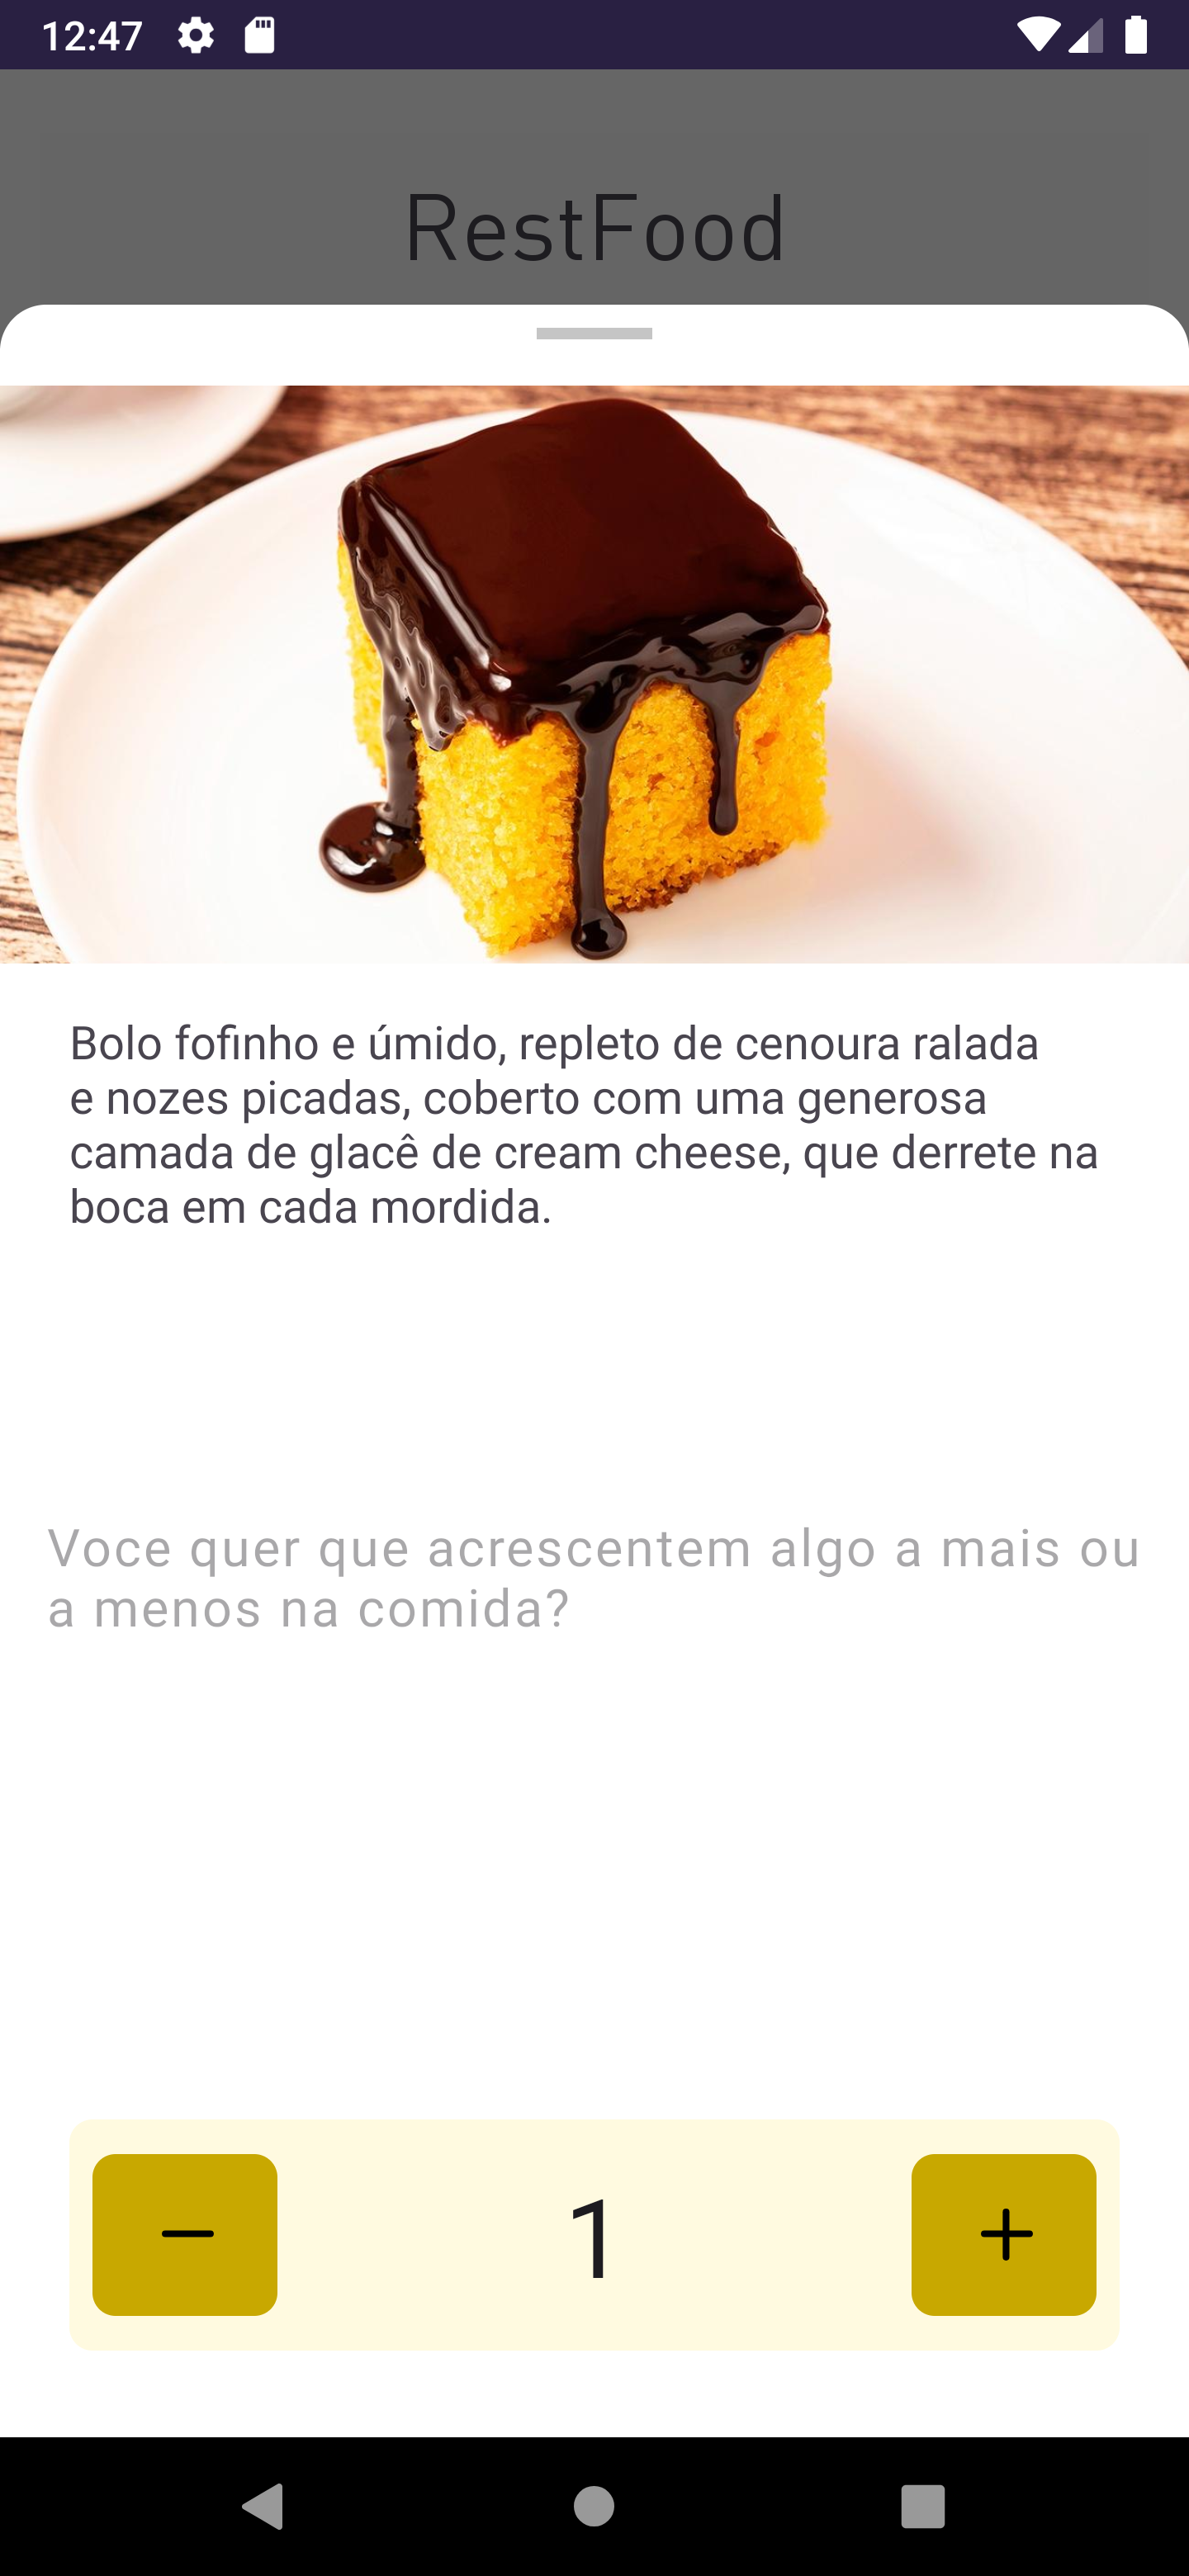 12:47
RestFood
Bolo fofinho e úmido, repleto de cenoura ralada
e nozes picadas, coberto com uma generosa
camada de glacê de cream cheese, que derrete na
boca em cada mordida.
Voce quer que acrescentem algo a mais ou
a menos na comida?
1